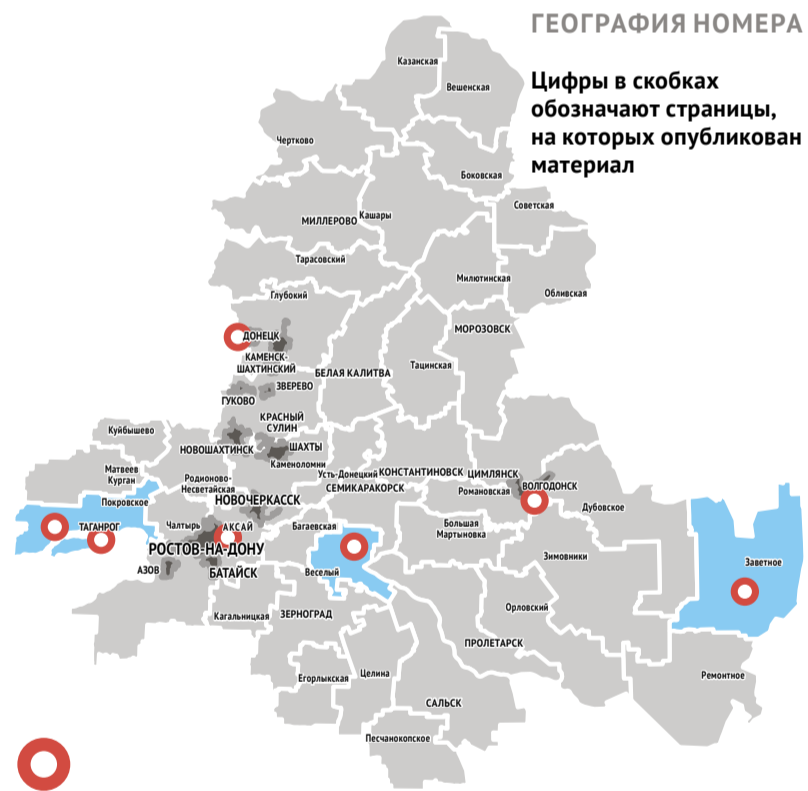 ГЕОГРАФИЯ НОМЕРА
Цифры в скобках
обозначают страницы,
на которых опубликован
материал
Казанская
Вешенская
Чертково
Боковская
Советская
МИЛЛЕРОВО
Кашары
Тарасовский
Милютинская
Обливская
Глубокий
МОРОЗОВСК
ДОНЕЦК
КАМЕНСК-
ШАХТИНСКИЙ
Тацинская
БЕЛАЯ КАЛИТВА
ЗВЕРЕВО
ГУКОВО
КРАСНЫЙ
СУЛИН
Куйбышево
НОВОШАХТИНСК
ШАХТЫ
Каменоломни
Матвеев
Курган
Родионово-
Несветайская
Усть-Донецкий
КОНСТАНТИНОВСК
ЦИМЛЯНСК
СЕМИКАРАКОРСК
Романовская
ВОЛГОДОНСК
Покровское
НОВОЧЕРКАССК
Дубовское
ТАГАНРОГ
Чалтырь
АКСАЙ
Багаевская
Большая
Мартыновка
РОСТОВ-НА-ДОНУ
Зимовники
Заветное
АЗОВ
БАТАЙСК
Веселый
Кагальницкая
ЗЕРНОГРАД
Орловский
ПРОЛЕТАРСК
Егорлыкская
Целина
Ремонтное
САЛЬСК
Песчанокопское